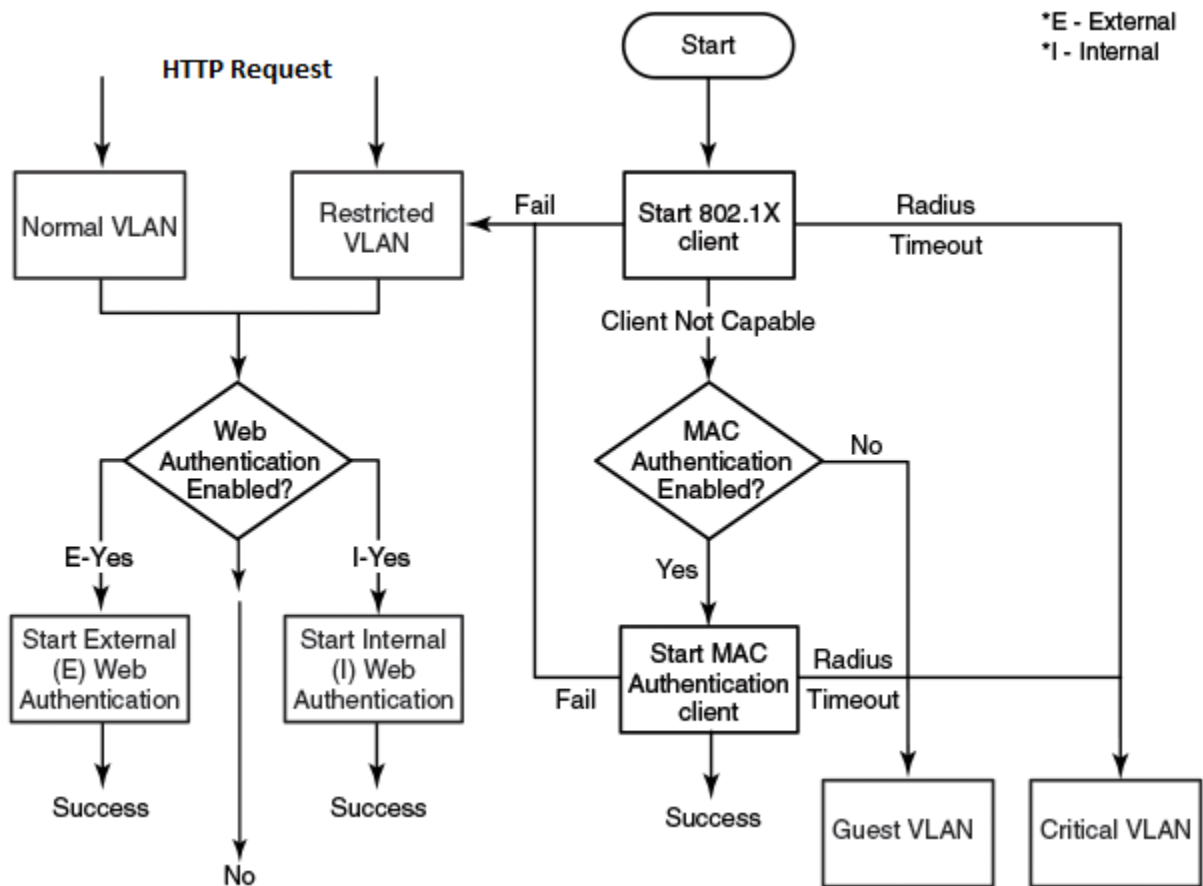 *E - External
*I - Internal
Start
HTTP Request
Normal VLAN
Restricted
VLAN
Fail
Start 802.1X
client
Radius
Timeout
Client Not Capable
Web
Authentication
Enabled?
MAC
Authentication
Enabled?
No
E-Yes
I-Yes
Yes
Start External
(E) Web
Authentication
Start Internal
(I) Web
Authentication
Fail
Start MAC
Authentication
client
Radius
Timeout
Success
Success
Success
Guest VLAN
Critical VLAN
No